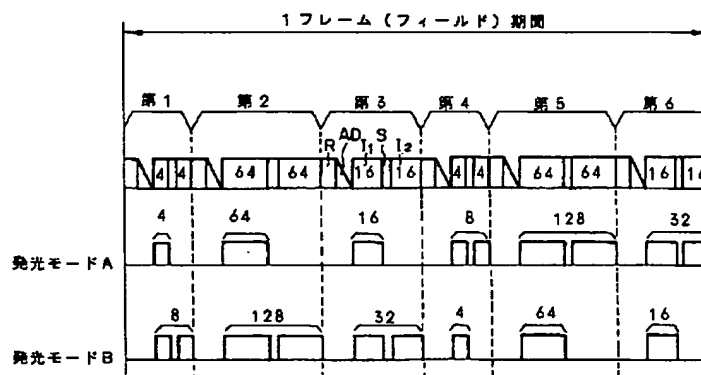 1フレーム(フィールド)期間
第1 第2 第3 第4 第5 第6
R AD I1 S I2
4 4 64 64 16 16 4 4 64 64 16 16
4 64 16 8 128 32
発光モードA
8 128 32 4 64 16
発光モードB